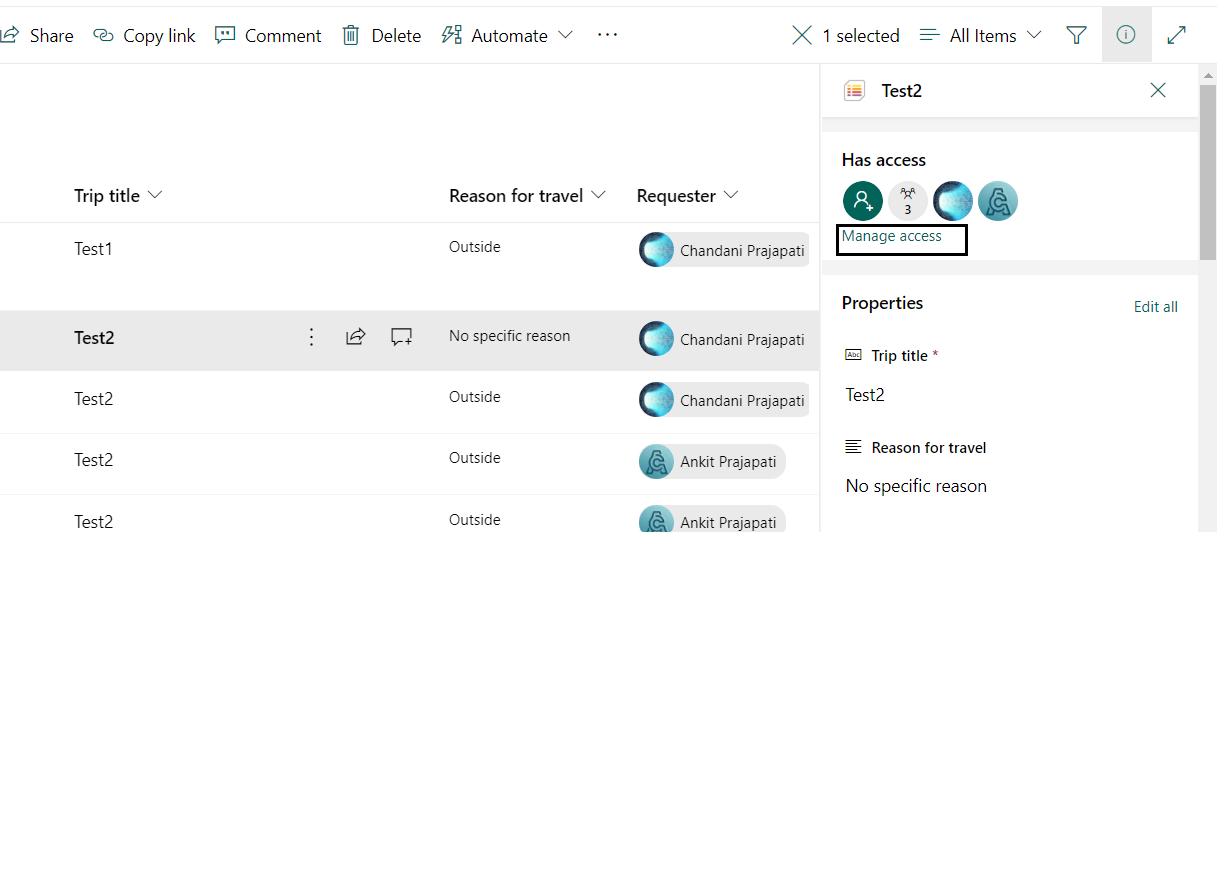 Share Copy link Comment Delete Automate ... 1 selected All Items
Test2
Has access
3
Manage access
Trip title Reason for travel Requester
Test1 Outside Chandani Prajapati
Test2 No specific reason Chandani Prajapati
Test2 Outside Chandani Prajapati
Test2 Outside Ankit Prajapati
Test2 Outside Ankit Prajapati
Properties Edit all
Abc Trip title *
Test2
Reason for travel
No specific reason